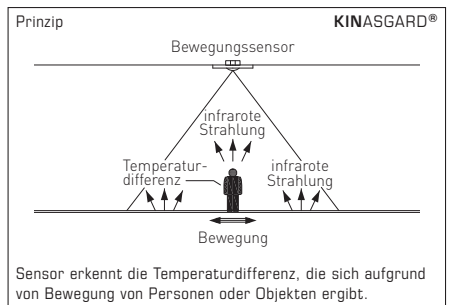 Prinzip KINASGARD®
Bewegungssensor
infrarote
Strahlung
Temperatur-
differenz
infrarote
Strahlung
Bewegung
Sensor erkennt die Temperaturdifferenz, die sich aufgrund
von Bewegung von Personen oder Objekten ergibt.